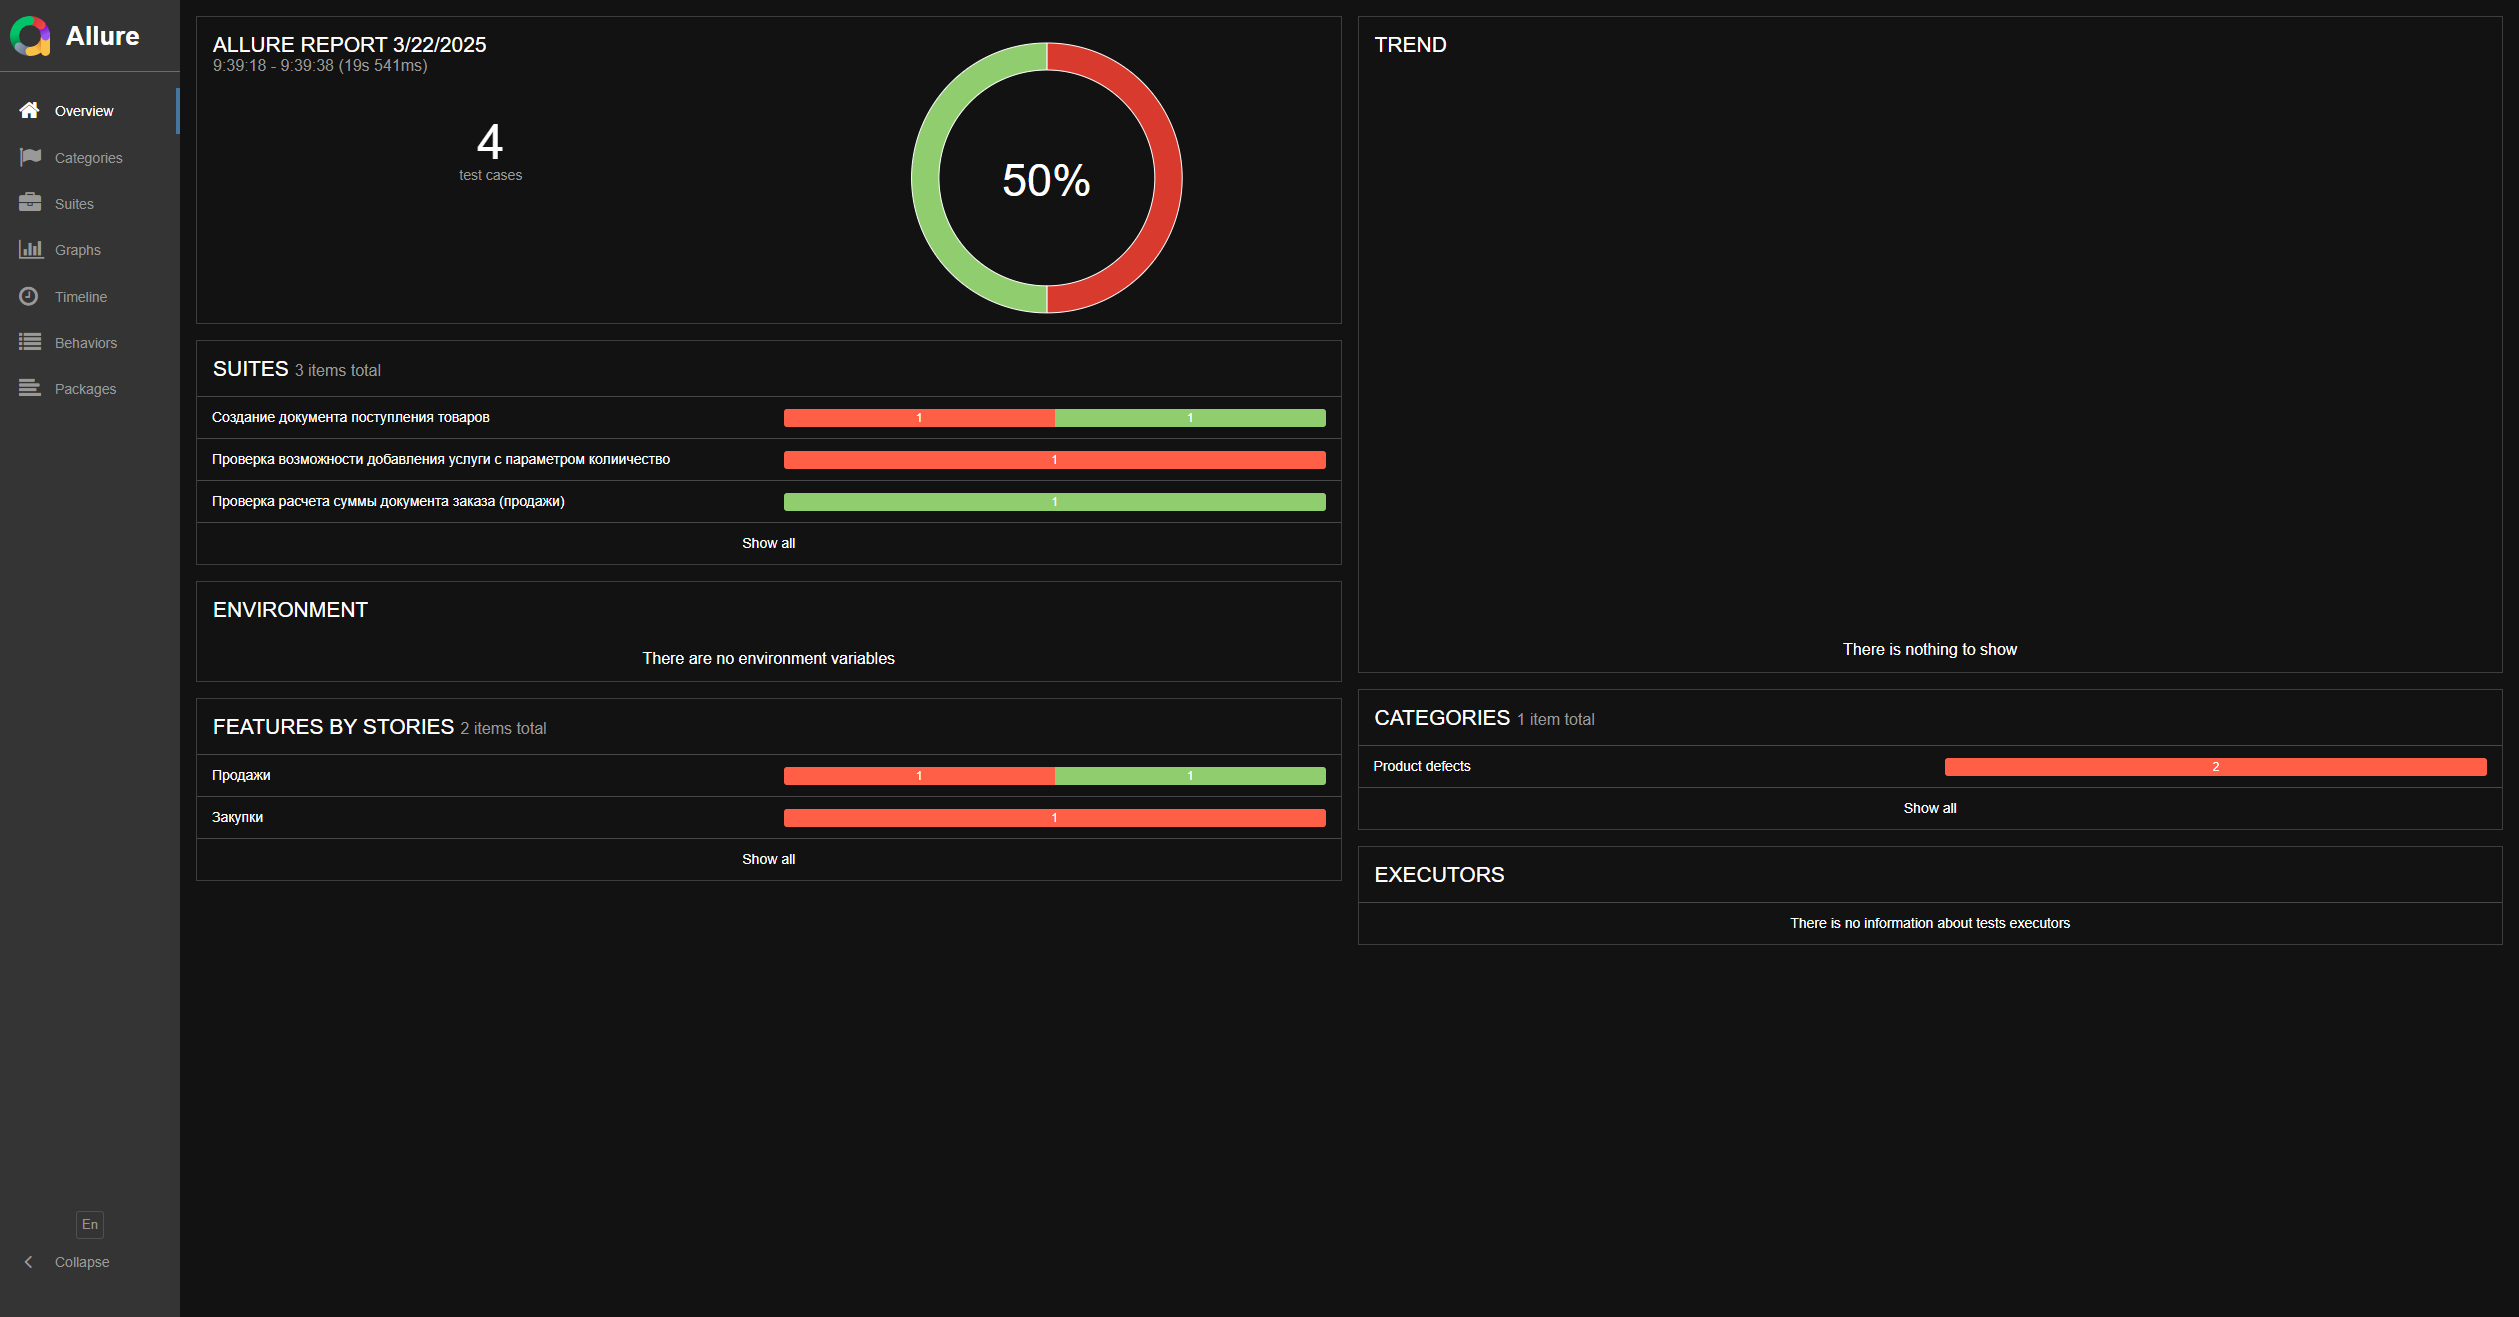 Allure
Overview
Categories
Suites
Graphs
Timeline
Behaviors
Packages
En
Collapse
ALLURE REPORT 3/22/2025
9:39:18 - 9:39:38 (19s 541ms)
4
test cases
50%
SUITES 3 items total
Создание документа поступления товаров 1 1
Проверка возможности добавления услуги с параметром колиичество 1
Проверка расчета суммы документа заказа (продажи) 1
Show all
ENVIRONMENT
There are no environment variables
FEATURES BY STORIES 2 items total
Продажи 1 1
Закупки 1
Show all
TREND
There is nothing to show
CATEGORIES 1 item total
Product defects 2
Show all
EXECUTORS
There is no information about tests executors